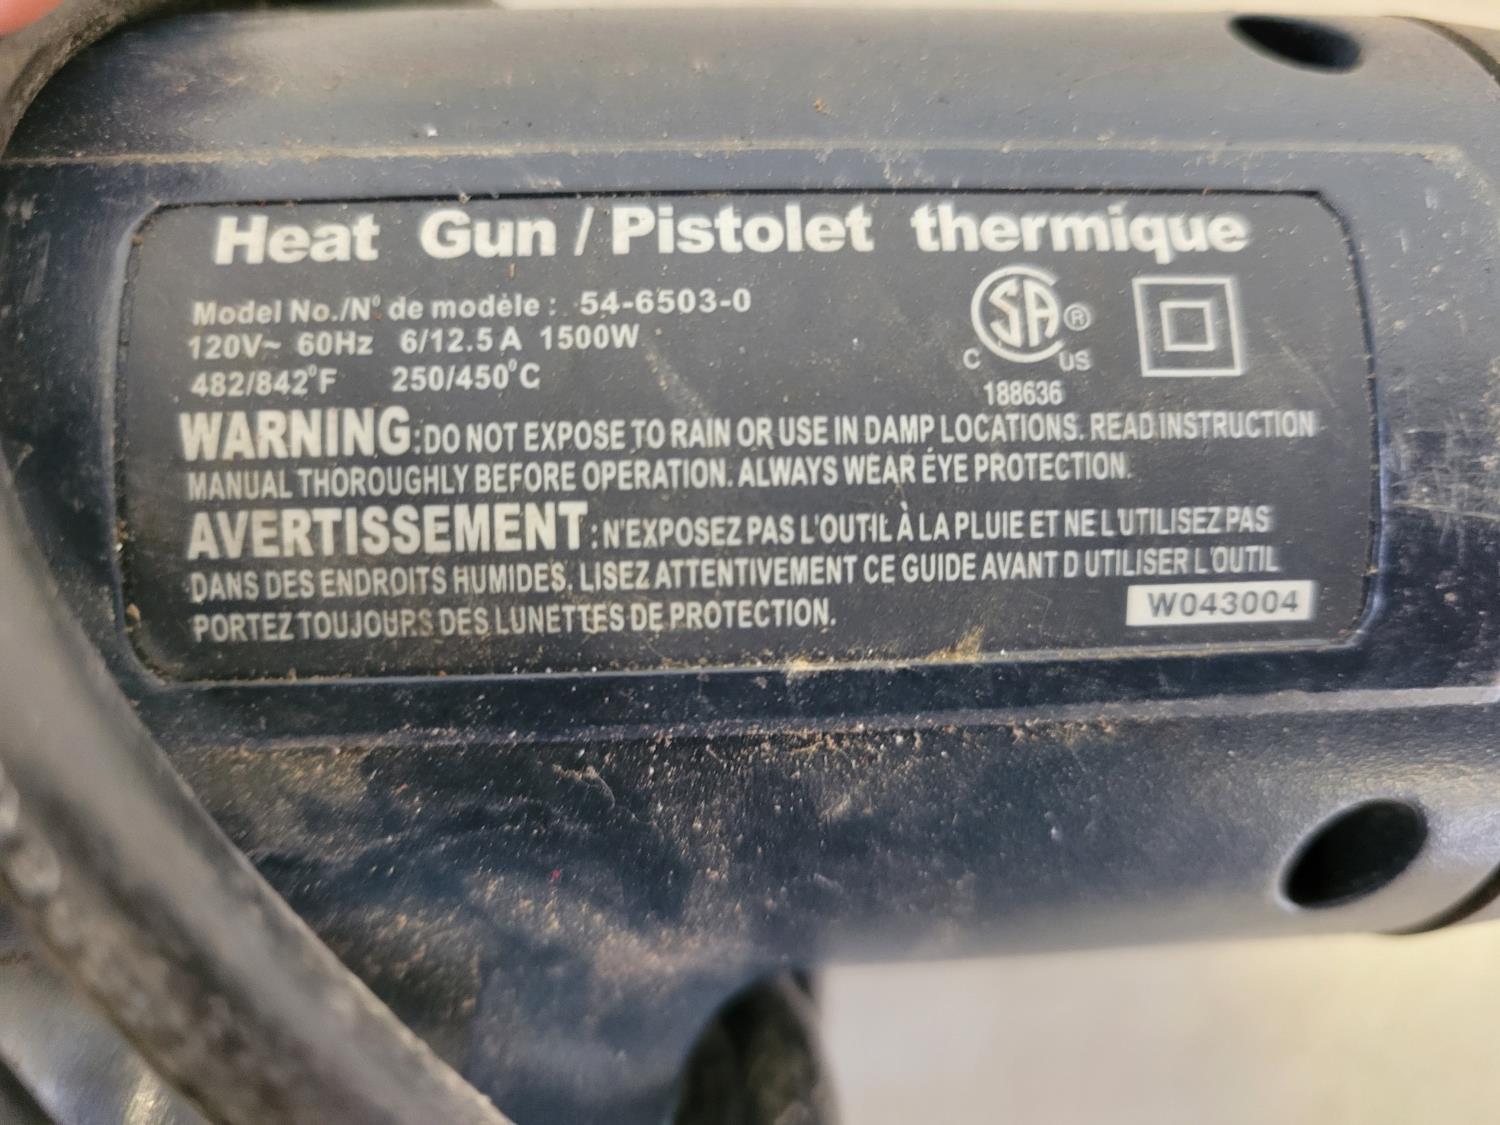 Heat Gun / Pistolet thermique
Model No./N° de modèle : 54-6503-0
120V~ 60Hz 6/12.5 A 1500W
482/842°F 250/450°C
CSA ®
C US
188636
WARNING:DO NOT EXPOSE TO RAIN OR USE IN DAMP LOCATIONS. READ INSTRUCTION
MANUAL THOROUGHLY BEFORE OPERATION. ALWAYS WEAR EYE PROTECTION.
AVERTISSEMENT:N'EXPOSEZ PAS L'OUTIL À LA PLUIE ET NE L'UTILISEZ PAS
DANS DES ENDROITS HUMIDES. LISEZ ATTENTIVEMENT CE GUIDE AVANT D UTILISER L'OUTIL
PORTEZ TOUJOURS DES LUNETTES DE PROTECTION.
W043004